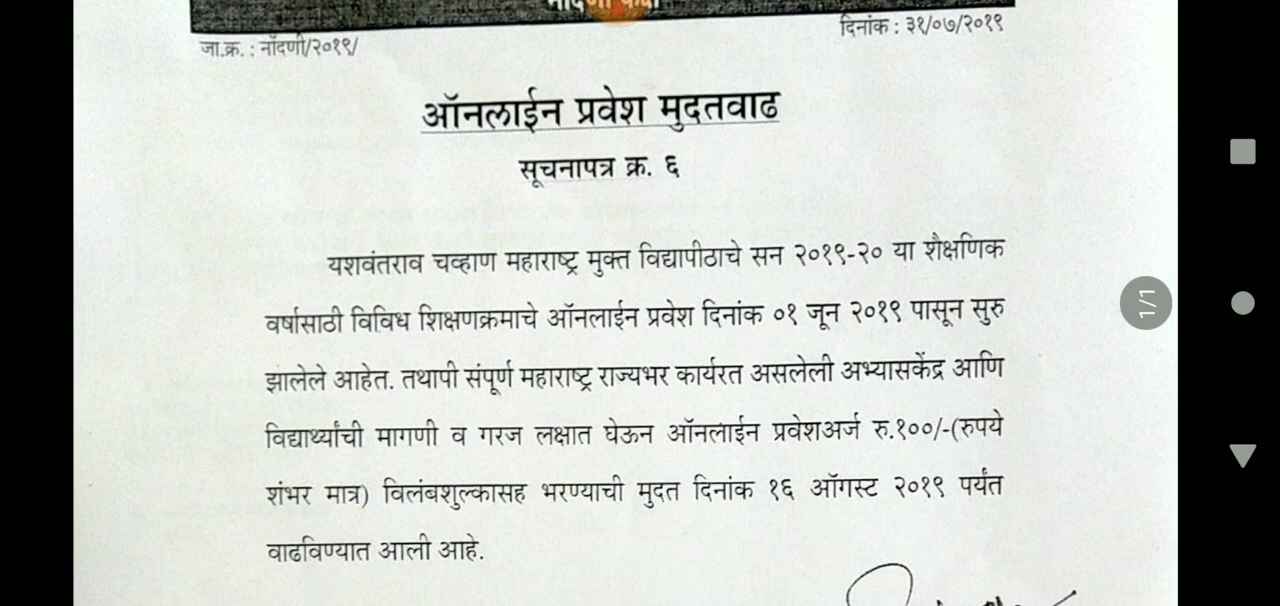 दिनांक : ३१/०७/२०१९
जा.क्र. : नोंदणी/२०१९/
ऑनलाईन प्रवेश मुदतवाढ
सूचनापत्र क्र. ६
यशवंतराव चव्हाण महाराष्ट्र मुक्त विद्यापीठाचे सन २०१९-२० या शैक्षणिक
वर्षासाठी विविध शिक्षणक्रमाचे ऑनलाईन प्रवेश दिनांक ०१ जून २०१९ पासून सुरु
झालेले आहेत. तथापी संपूर्ण महाराष्ट्र राज्यभर कार्यरत असलेली अभ्यासकेंद्र आणि
विद्यार्थ्यांची मागणी व गरज लक्षात घेऊन ऑनलाईन प्रवेशअर्ज रु.१००/-(रुपये
शंभर मात्र) विलंबशुल्कासह भरण्याची मुदत दिनांक १६ ऑगस्ट २०१९ पर्यंत
वाढविण्यात आली आहे.
1/1